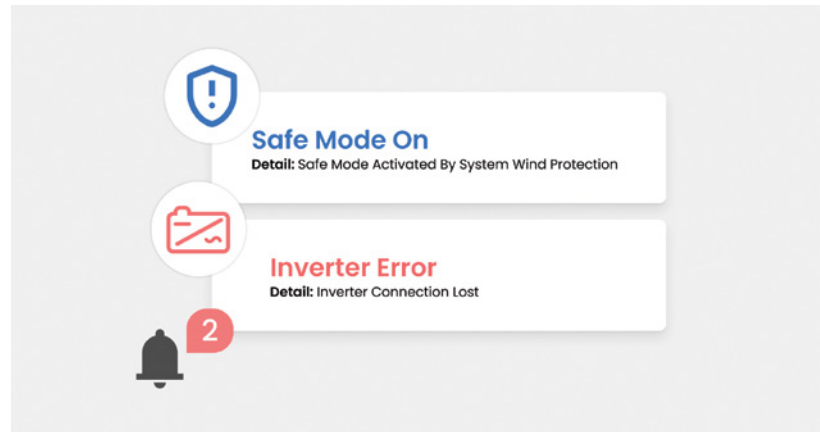 Safe Mode On
Detail: Safe Mode Activated By System Wind Protection
Inverter Error
Detail: Inverter Connection Lost
2